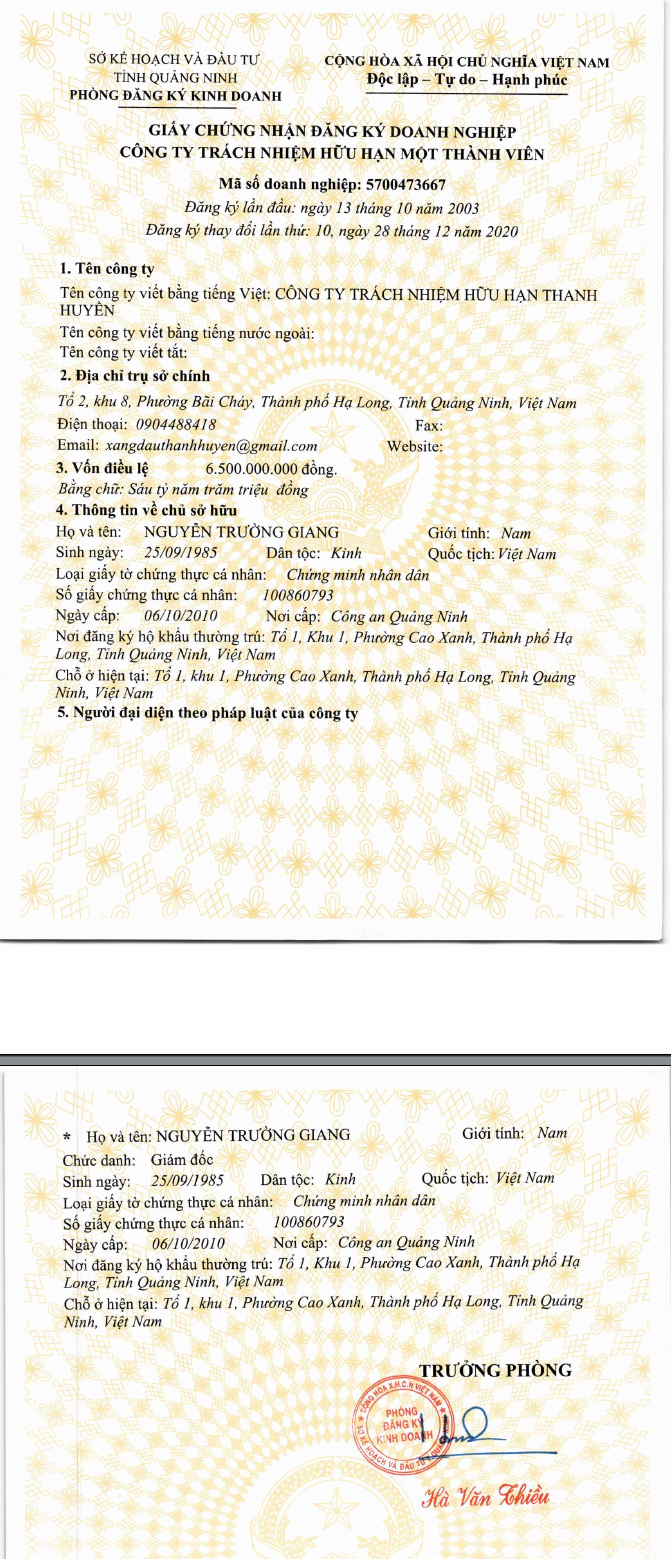 SỞ KẾ HOẠCH VÀ ĐẦU TƯ
TỈNH QUẢNG NINH
PHÒNG ĐĂNG KÝ KINH DOANH
CỘNG HÒA XÃ HỘI CHỦ NGHĨA VIỆT NAM
Độc lập – Tự do – Hạnh phúc
GIẤY CHỨNG NHẬN ĐĂNG KÝ DOANH NGHIỆP
CÔNG TY TRÁCH NHIỆM HỮU HẠN MỘT THÀNH VIÊN
Mã số doanh nghiệp: 5700473667
Đăng ký lần đầu: ngày 13 tháng 10 năm 2003
Đăng ký thay đổi lần thứ: 10, ngày 28 tháng 12 năm 2020
1. Tên công ty
Tên công ty viết bằng tiếng Việt: CÔNG TY TRÁCH NHIỆM HỮU HẠN THANH
HUYỀN
Tên công ty viết bằng tiếng nước ngoài:
Tên công ty viết tắt:
2. Địa chỉ trụ sở chính
Tổ 2, khu 8, Phường Bãi Cháy, Thành phố Hạ Long, Tỉnh Quảng Ninh, Việt Nam
Điện thoại: 0904488418 Fax:
Email: xangdauthanhhuyen@gmail.com Website:
3. Vốn điều lệ 6.500.000.000 đồng.
Bằng chữ: Sáu tỷ năm trăm triệu đồng
4. Thông tin về chủ sở hữu
Họ và tên: NGUYỄN TRƯỜNG GIANG Giới tính: Nam
Sinh ngày: 25/09/1985 Dân tộc: Kinh Quốc tịch: Việt Nam
Loại giấy tờ chứng thực cá nhân: Chứng minh nhân dân
Số giấy chứng thực cá nhân: 100860793
Ngày cấp: 06/10/2010 Nơi cấp: Công an Quảng Ninh
Nơi đăng ký hộ khẩu thường trú: Tổ 1, Khu 1, Phường Cao Xanh, Thành phố Hạ
Long, Tỉnh Quảng Ninh, Việt Nam
Chỗ ở hiện tại: Tổ 1, khu 1, Phường Cao Xanh, Thành phố Hạ Long, Tỉnh Quảng
Ninh, Việt Nam
5. Người đại diện theo pháp luật của công ty
* Họ và tên: NGUYỄN TRƯỜNG GIANG Giới tính: Nam
Chức danh: Giám đốc
Sinh ngày: 25/09/1985 Dân tộc: Kinh Quốc tịch: Việt Nam
Loại giấy tờ chứng thực cá nhân: Chứng minh nhân dân
Số giấy chứng thực cá nhân: 100860793
Ngày cấp: 06/10/2010 Nơi cấp: Công an Quảng Ninh
Nơi đăng ký hộ khẩu thường trú: Tổ 1, Khu 1, Phường Cao Xanh, Thành phố Hạ
Long, Tỉnh Quảng Ninh, Việt Nam
Chỗ ở hiện tại: Tổ 1, khu 1, Phường Cao Xanh, Thành phố Hạ Long, Tỉnh Quảng
Ninh, Việt Nam
TRƯỞNG PHÒNG
CỘNG HÒA X.H.C.N VIỆT NAM
PHÒNG
ĐĂNG KÝ
KINH DOANH
SỞ KẾ HOẠCH VÀ ĐẦU TƯ
Hà Văn Thiều